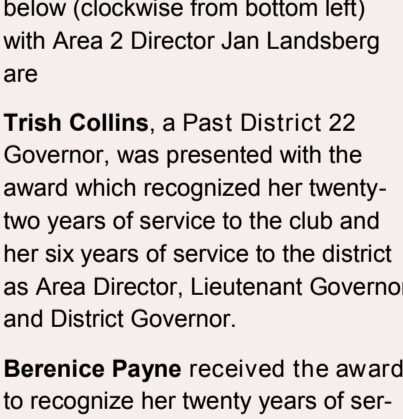 below (clockwise from bottom left)
with Area 2 Director Jan Landsberg
are
Trish Collins, a Past District 22
Governor, was presented with the
award which recognized her twenty-
two years of service to the club and
her six years of service to the district
as Area Director, Lieutenant Governor
and District Governor.
Berenice Payne received the award
to recognize her twenty years of ser-